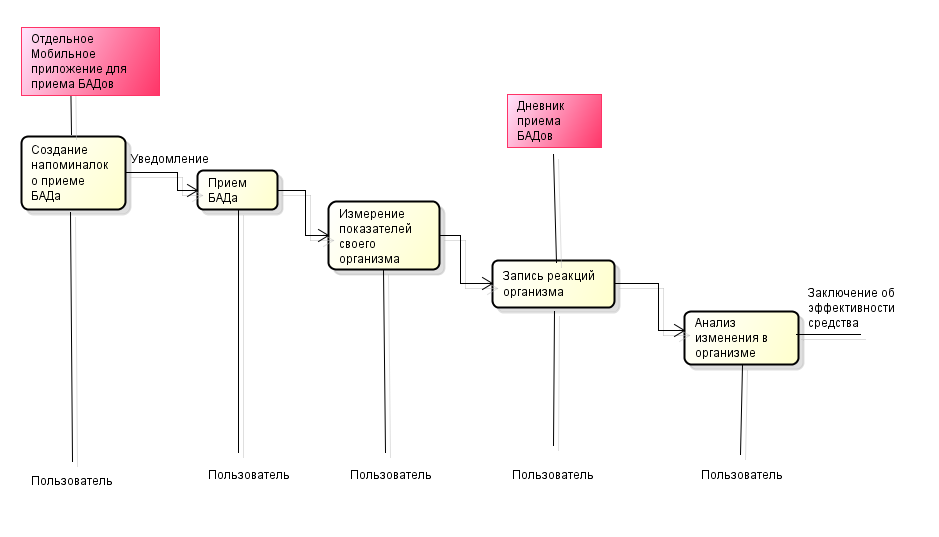 Отдельное
Мобильное
приложение для
приема БАДов
Дневник
приема
БАДов
Создание
напоминалок
о приеме
БАДа
Уведомление
Прием
БАДа
Измерение
показателей
своего
организма
Запись реакций
организма
Анализ
изменения в
организме
Заключение об
эффективности
средства
Пользователь
Пользователь
Пользователь
Пользователь
Пользователь